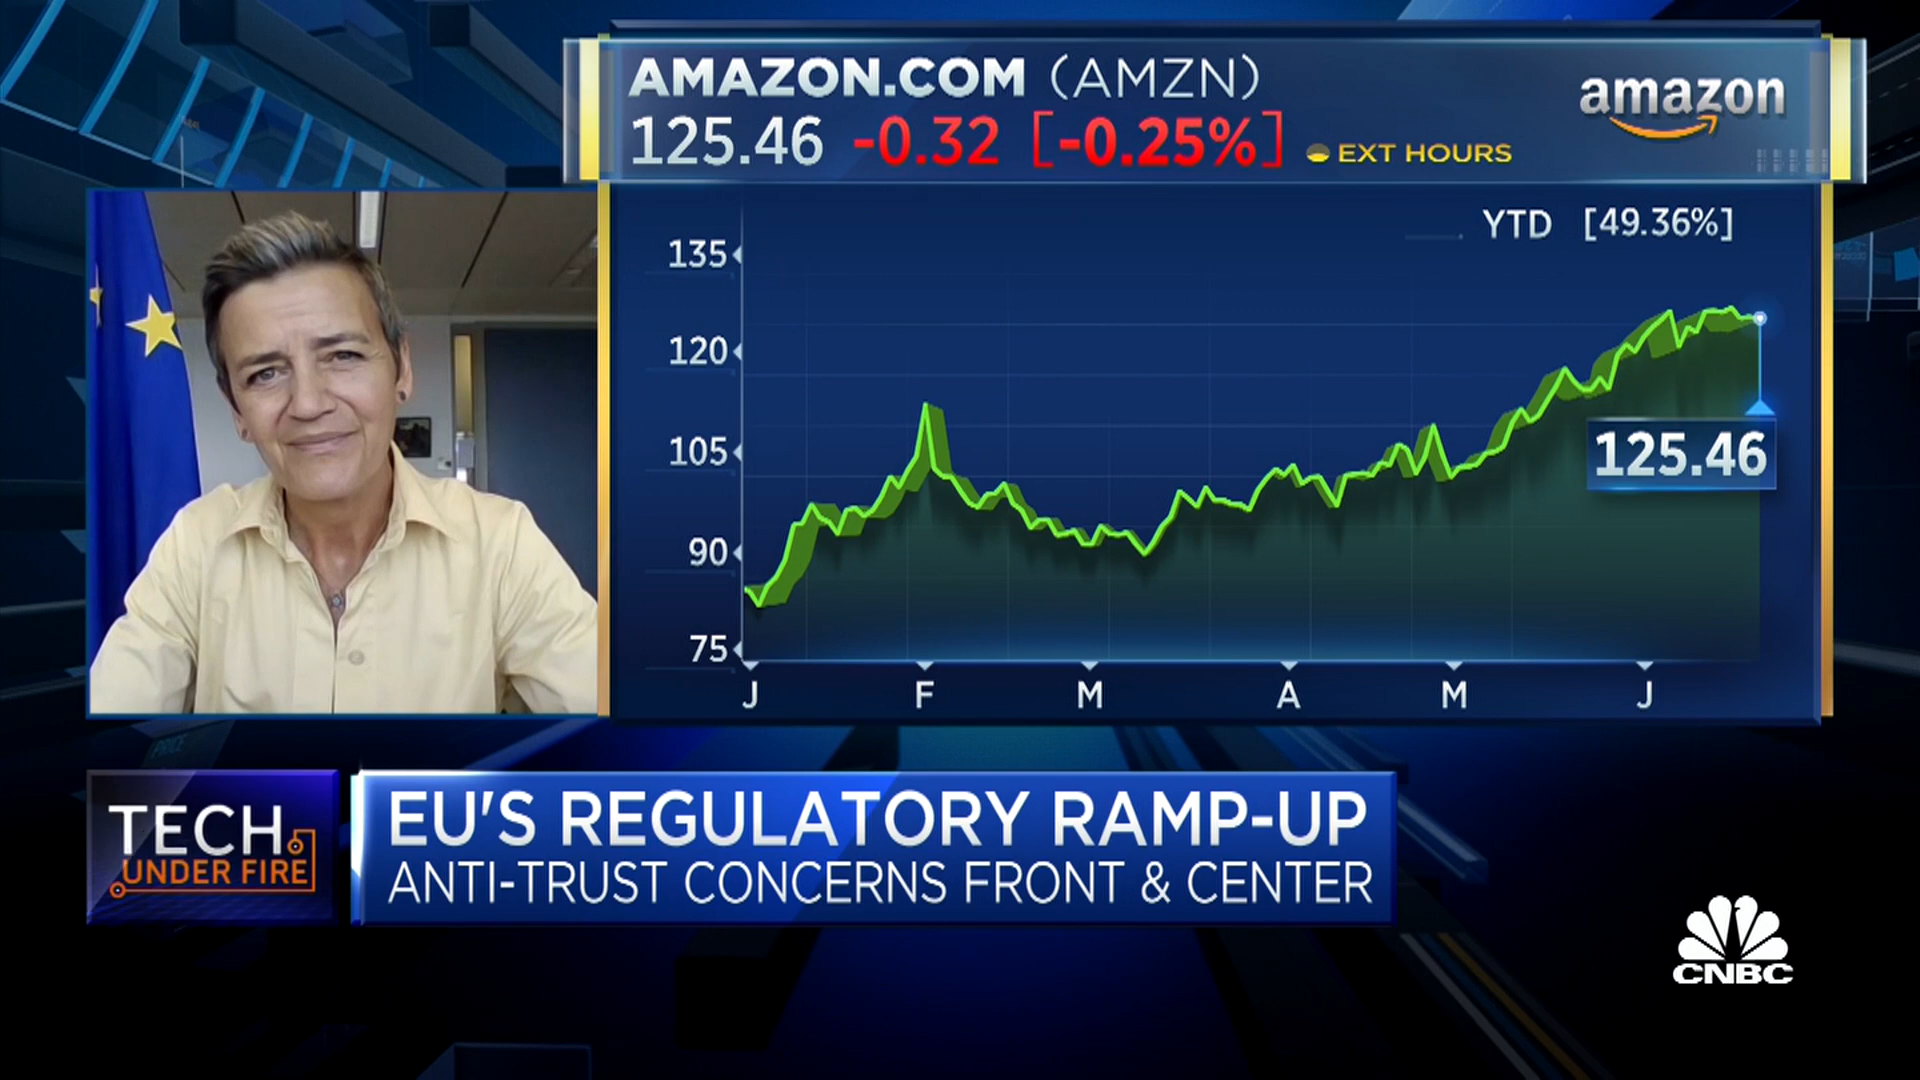 AMAZON.COM (AMZN)
125.46 -0.32 [-0.25%] EXT HOURS
amazon
YTD [49.36%]
135
120
105
90
75
125.46
J F M A M J
TECH
UNDER FIRE
EU'S REGULATORY RAMP-UP
ANTI-TRUST CONCERNS FRONT & CENTER
CNBC